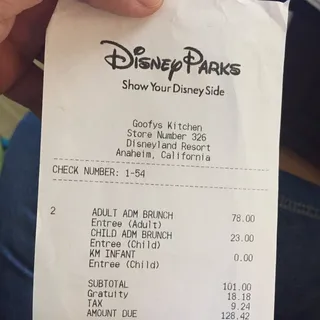 Disney Parks
Show Your Disney Side
Goofys Kitchen
Store Number 326
Disneyland Resort
Anaheim, California
CHECK NUMBER: 1-54
2 ADULT ADM BRUNCH 78.00
Entree (Adult)
CHILD ADM BRUNCH 23.00
Entree (Child)
KM INFANT 0.00
Entree (Child)
SUBTOTAL 101.00
Gratuity 18.18
TAX 9.24
AMOUNT DUE 128.42